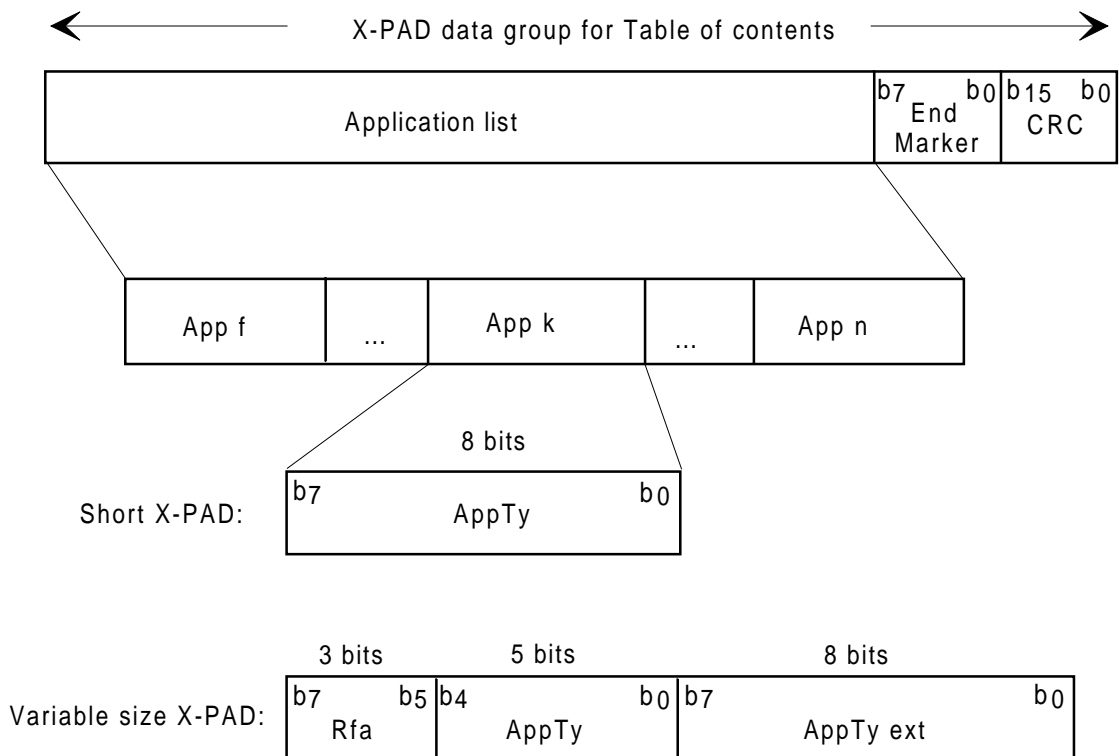 X-PAD data group for Table of contents
Application list
b7 b0 b15 b0
End Marker
CRC
App f ... App k ... App n
8 bits
Short X-PAD:
b7 AppTy b0
3 bits 5 bits 8 bits
Variable size X-PAD:
b7 b5 b4 b0 b7 b0
Rfa AppTy AppTy ext